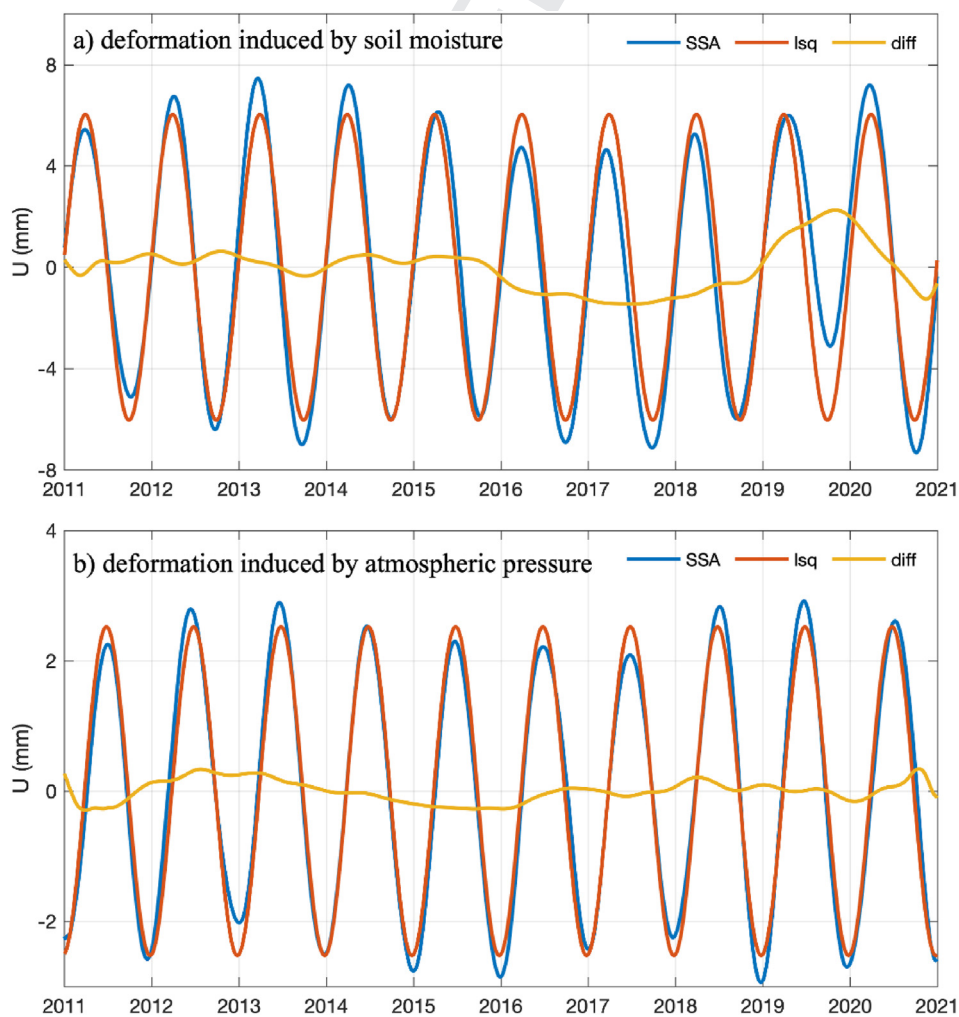 a) deformation induced by soil moisture
SSA lsq diff
8
4
0
-4
-8
U (mm)
2011 2012 2013 2014 2015 2016 2017 2018 2019 2020 2021
4
b) deformation induced by atmospheric pressure
SSA lsq diff
2
0
-2
U (mm)
2011 2012 2013 2014 2015 2016 2017 2018 2019 2020 2021